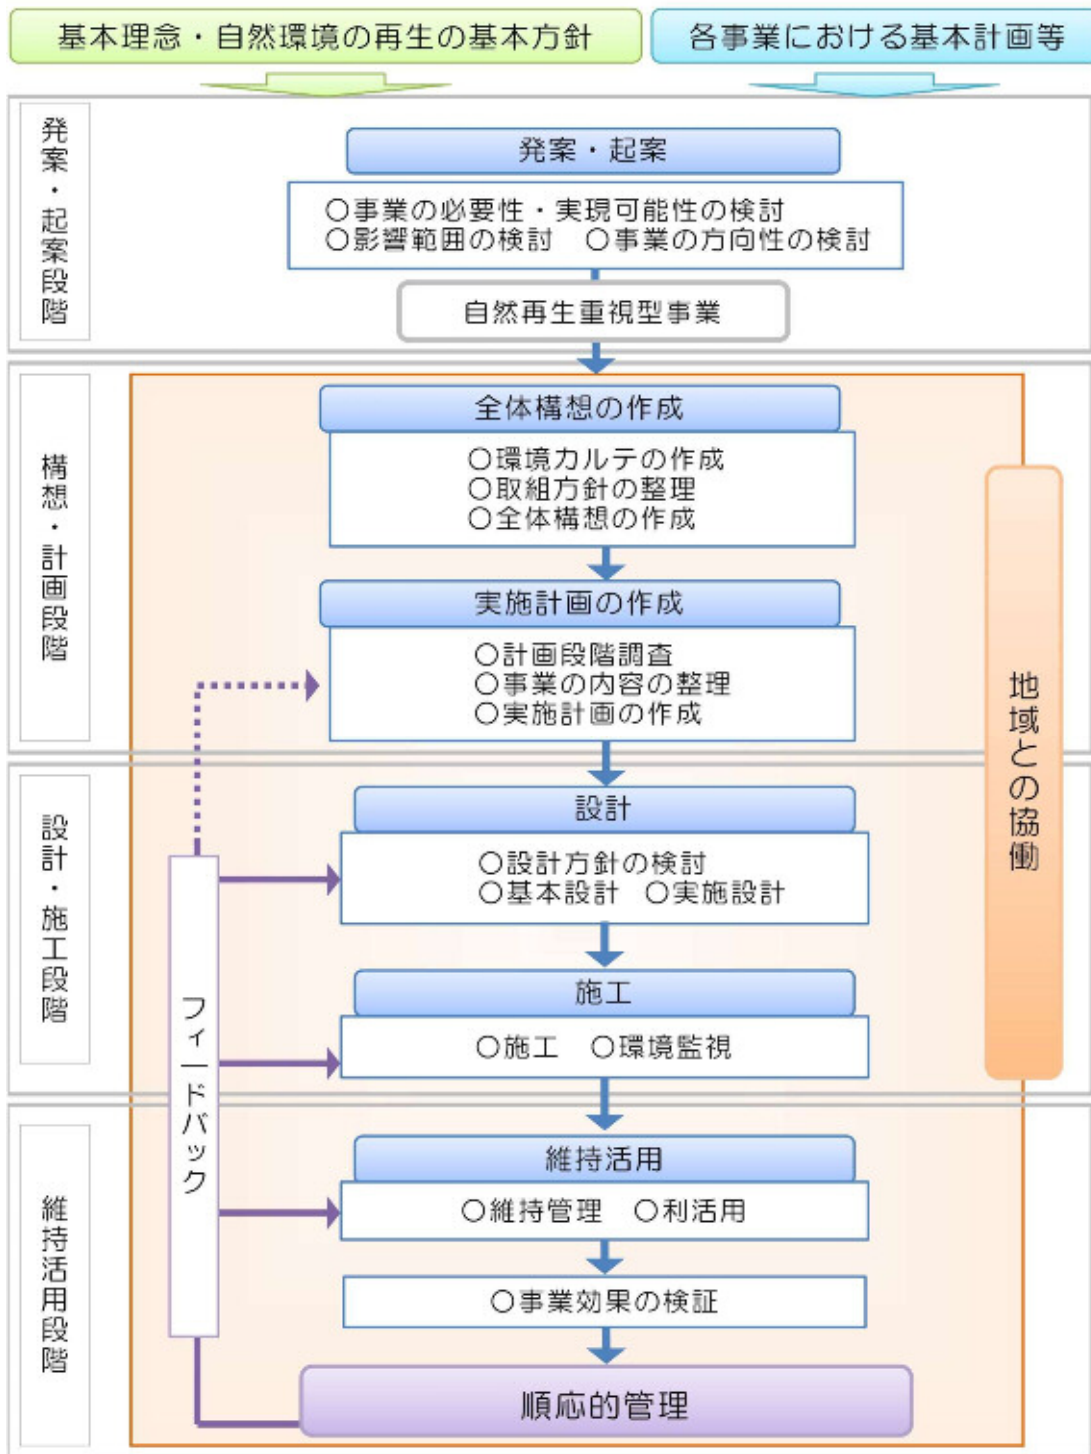 基本理念・自然環境の再生の基本方針
各事業における基本計画等
発案・起案段階
発案・起案
○事業の必要性・実現可能性の検討
○影響範囲の検討　○事業の方向性の検討
自然再生重視型事業
構想・計画段階
全体構想の作成
○環境カルテの作成
○取組方針の整理
○全体構想の作成
実施計画の作成
○計画段階調査
○事業の内容の整理
○実施計画の作成
地域との協働
設計・施工段階
設計
○設計方針の検討
○基本設計　○実施設計
施工
○施工　○環境監視
フィードバック
維持活用段階
維持活用
○維持管理　○利活用
○事業効果の検証
順応的管理